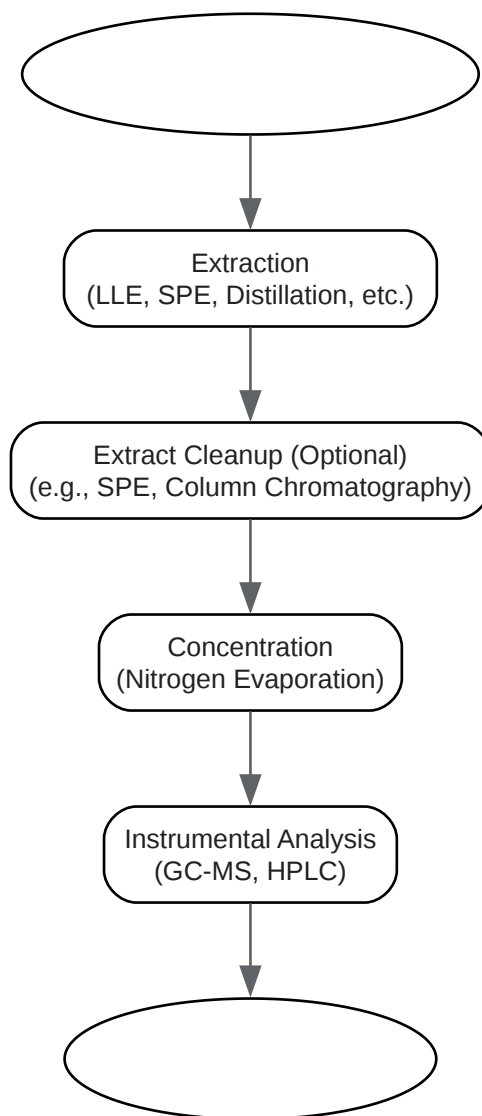 Extraction
(LLE, SPE, Distillation, etc.)
Extract Cleanup (Optional)
(e.g., SPE, Column Chromatography)
Concentration
(Nitrogen Evaporation)
Instrumental Analysis
(GC-MS, HPLC)